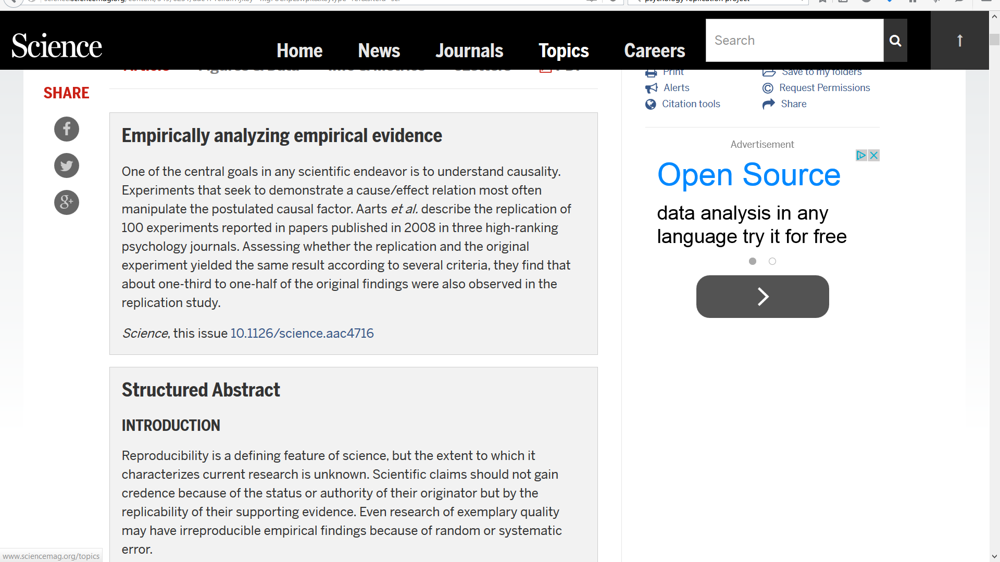 psychology replication project
Science
Home
News
Journals
Topics
Careers
Search
Article
Figures & Data
Info & Metrics
eLetters
PDF
SHARE
Empirically analyzing empirical evidence
One of the central goals in any scientific endeavor is to understand causality.
Experiments that seek to demonstrate a cause/effect relation most often
manipulate the postulated causal factor. Aarts et al. describe the replication of
100 experiments reported in papers published in 2008 in three high-ranking
psychology journals. Assessing whether the replication and the original
experiment yielded the same result according to several criteria, they find that
about one-third to one-half of the original findings were also observed in the
replication study.
Science, this issue 10.1126/science.aac4716
Structured Abstract
INTRODUCTION
Reproducibility is a defining feature of science, but the extent to which it
characterizes current research is unknown. Scientific claims should not gain
credence because of the status or authority of their originator but by the
replicability of their supporting evidence. Even research of exemplary quality
may have irreproducible empirical findings because of random or systematic
error.
Print
Save to my folders
Alerts
Request Permissions
Citation tools
Share
Advertisement
Open Source
data analysis in any
language try it for free
www.sciencemag.org/topics